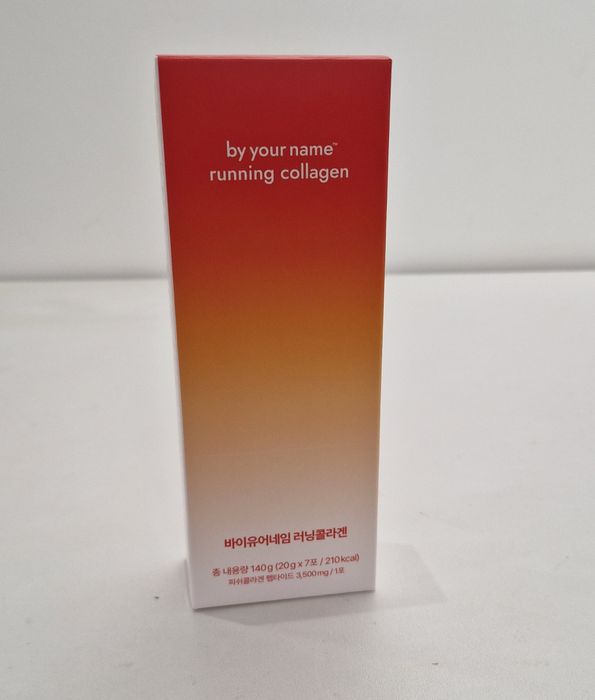 by your name™
running collagen
바이유어네임 러닝콜라겐
총 내용량 140g (20g x 7포 / 210kcal)
피쉬콜라겐 펩타이드 3,500mg / 1포